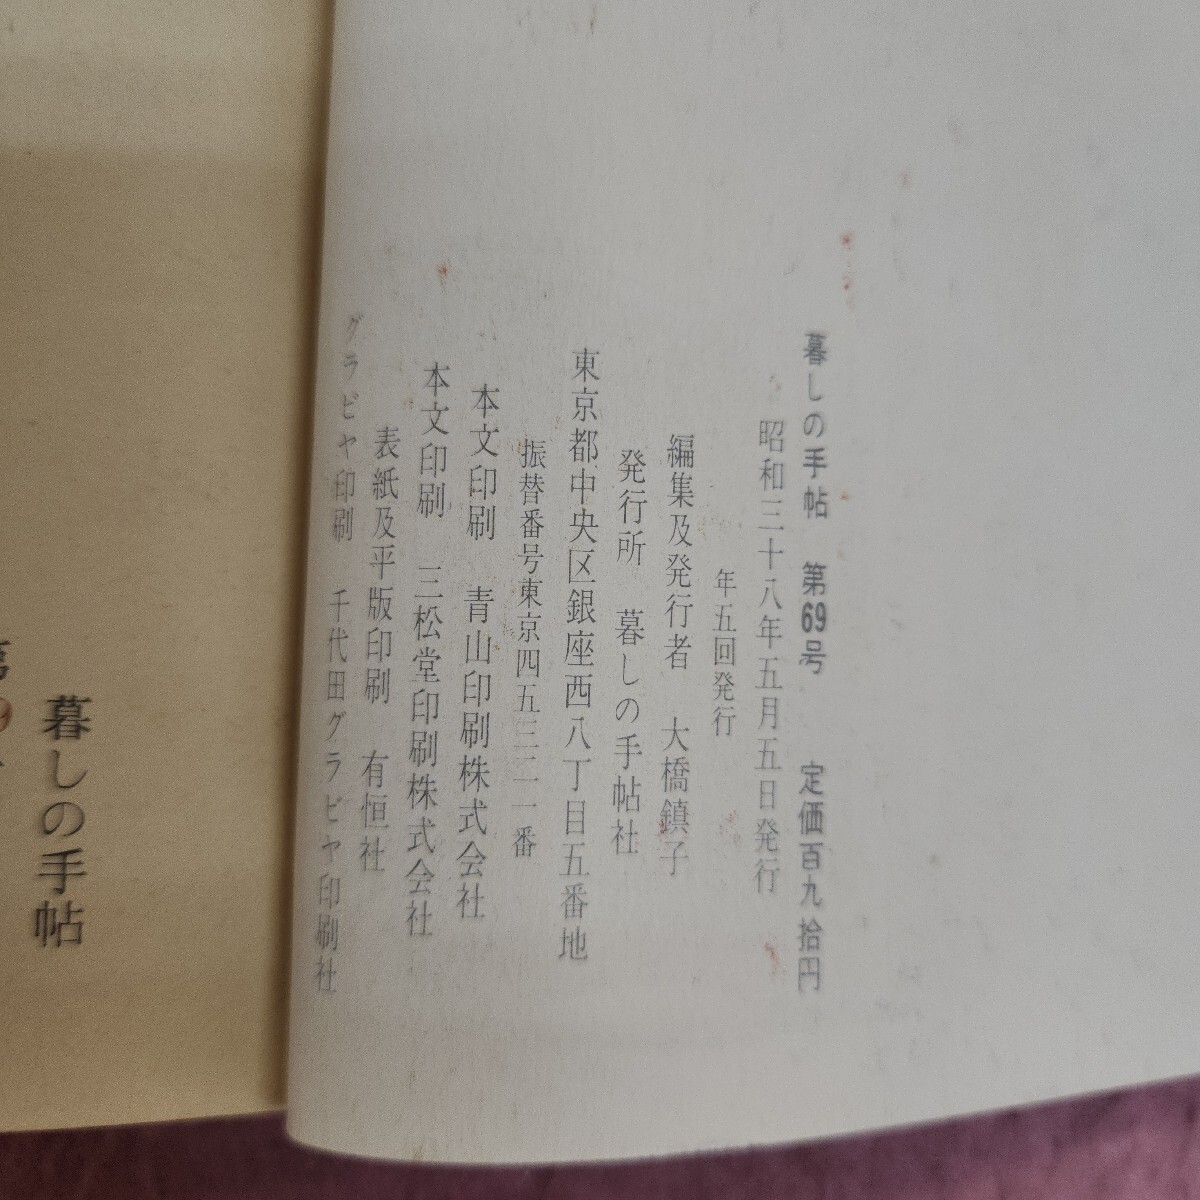 暮しの手帖　第69号　定価百九拾円
昭和三十八年五月五日発行
年五回発行
編集及発行者　大橋鎮子
発行所　暮しの手帖社
東京都中央区銀座西八丁目五番地
振替番号東京四五三二一番
本文印刷　青山印刷株式会社
本文印刷　三松堂印刷株式会社
表紙及平版印刷　有恒社
グラビヤ印刷　千代田グラビヤ印刷社
暮しの手帖